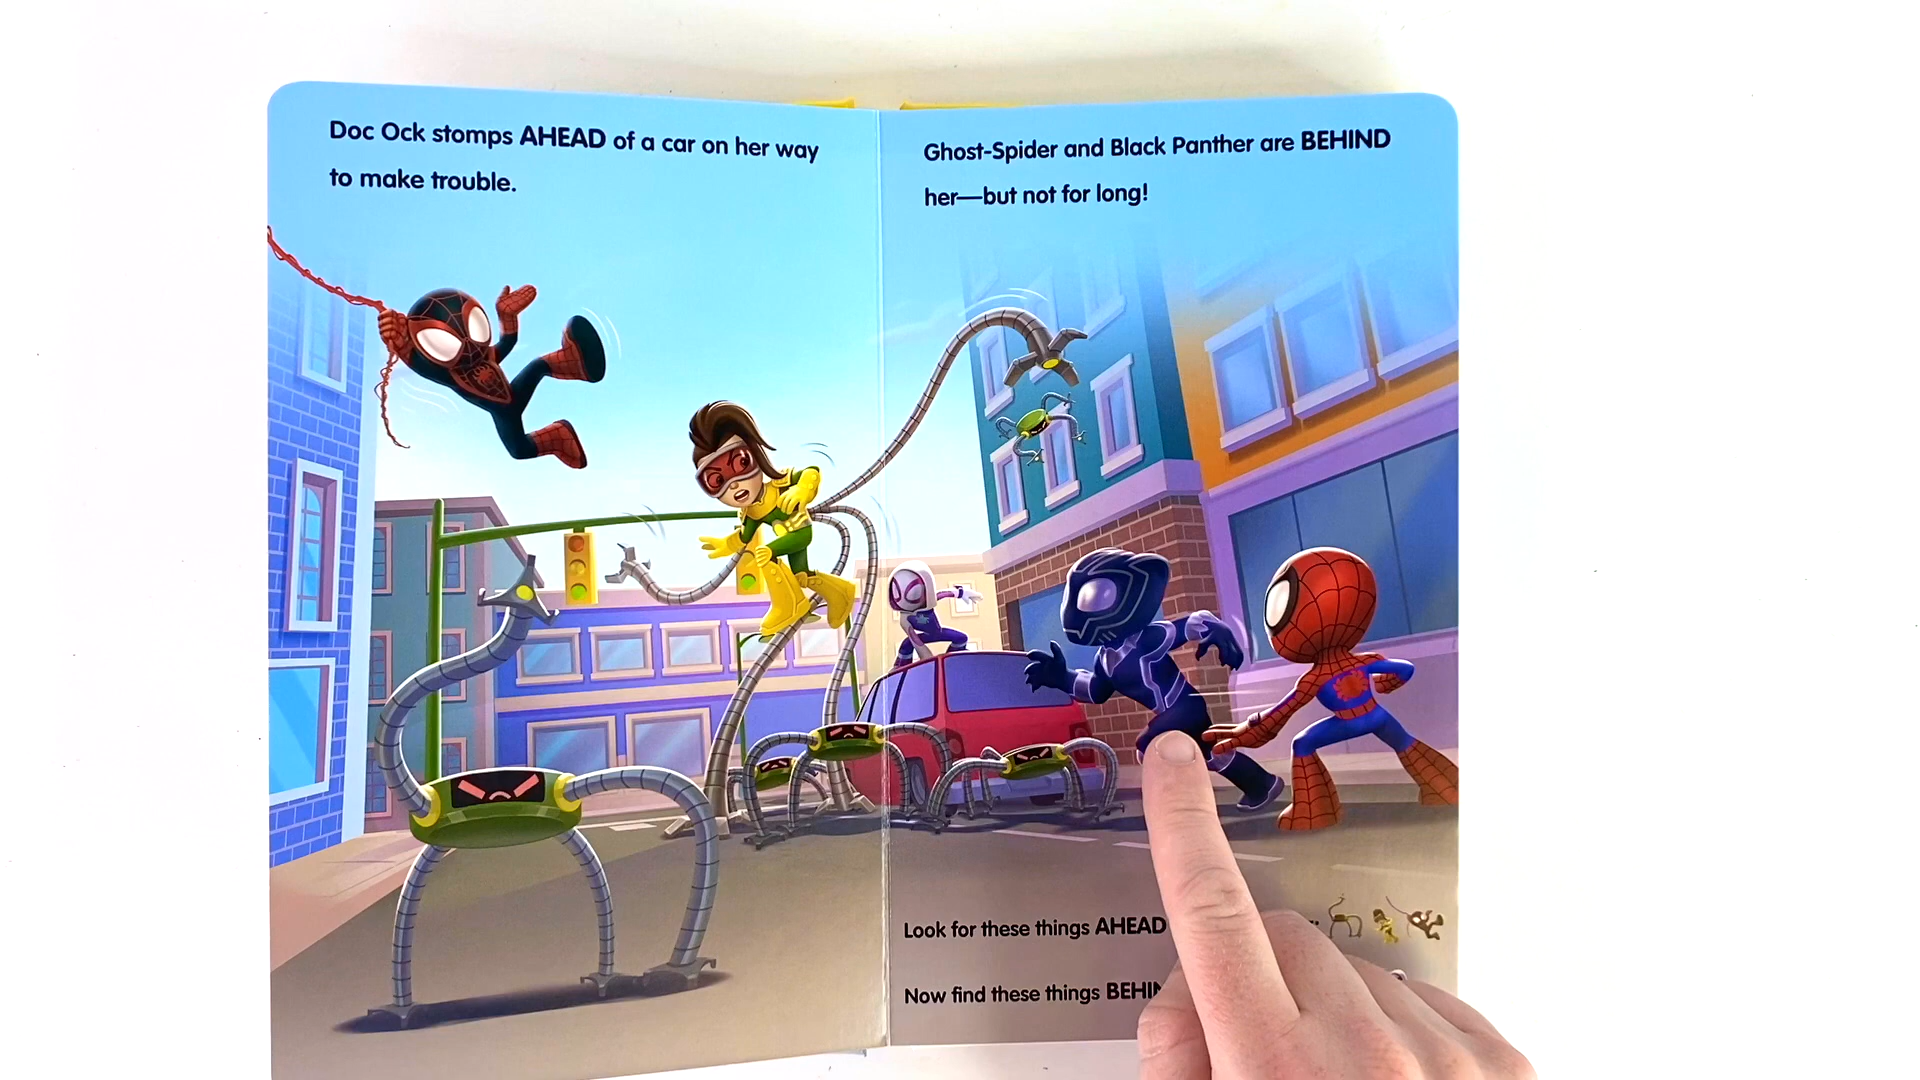 Doc Ock stomps AHEAD of a car on her way
to make trouble.
Ghost-Spider and Black Panther are BEHIND
her—but not for long!
Look for these things AHEAD
Now find these things